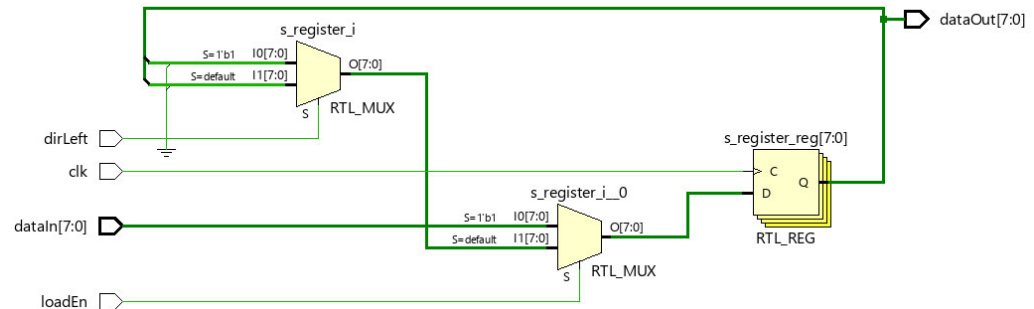 dataOut[7:0]
s_register_i
S=1'b1 I0[7:0]
S=default I1[7:0]
O[7:0]
S
RTL_MUX
dirLeft
clk
s_register_reg[7:0]
C
D
Q
RTL_REG
s_register_i__0
dataIn[7:0]
S=1'b1 I0[7:0]
S=default I1[7:0]
O[7:0]
S
RTL_MUX
loadEn